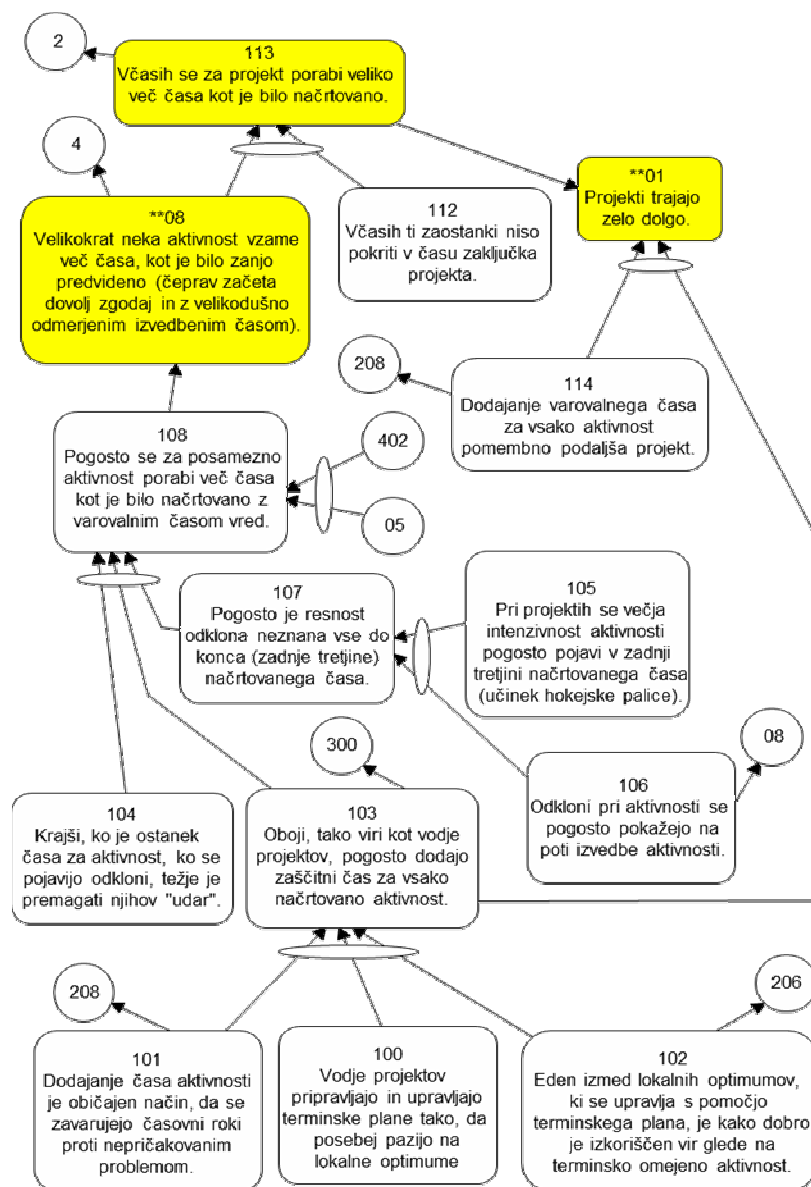 2
113
Včasih se za projekt porabi veliko
več časa kot je bilo načrtovano.
4
**01
Projekti trajajo
zelo dolgo.
**08
Velikokrat neka aktivnost vzame
več časa, kot je bilo zanjo
predvideno (čeprav začeta
dovolj zgodaj in z velikodušno
odmerjenim izvedbenim časom).
112
Včasih ti zaostanki niso
pokriti v času zaključka
projekta.
208
114
Dodajanje varovalnega časa
za vsako aktivnost
pomembno podaljša projekt.
108
Pogosto se za posamezno
aktivnost porabi več časa
kot je bilo načrtovano z
varovalnim časom vred.
402
05
107
Pogosto je resnost
odklona neznana vse do
konca (zadnje tretjine)
načrtovanega časa.
105
Pri projektih se večja
intenzivnost aktivnosti
pogosto pojavi v zadnji
tretjini načrtovanega časa
(učinek hokejske palice).
300
08
106
Odkloni pri aktivnosti se
pogosto pokažejo na
poti izvedbe aktivnosti.
104
Krajši, ko je ostanek
časa za aktivnost, ko se
pojavijo odkloni, težje je
premagati njihov "udar".
103
Oboji, tako viri kot vodje
projektov, pogosto dodajo
zaščitni čas za vsako
načrtovano aktivnost.
208
206
101
Dodajanje časa aktivnosti
je običajen način, da se
zavarujejo časovni roki
proti nepričakovanim
problemom.
100
Vodje projektov
pripravljajo in upravljajo
terminske plane tako, da
posebej pazijo na
lokalne optimume
102
Eden izmed lokalnih optimumov,
ki se upravlja s pomočjo
terminskega plana, je kako dobro
je izkoriščen vir glede na
terminsko omejeno aktivnost.